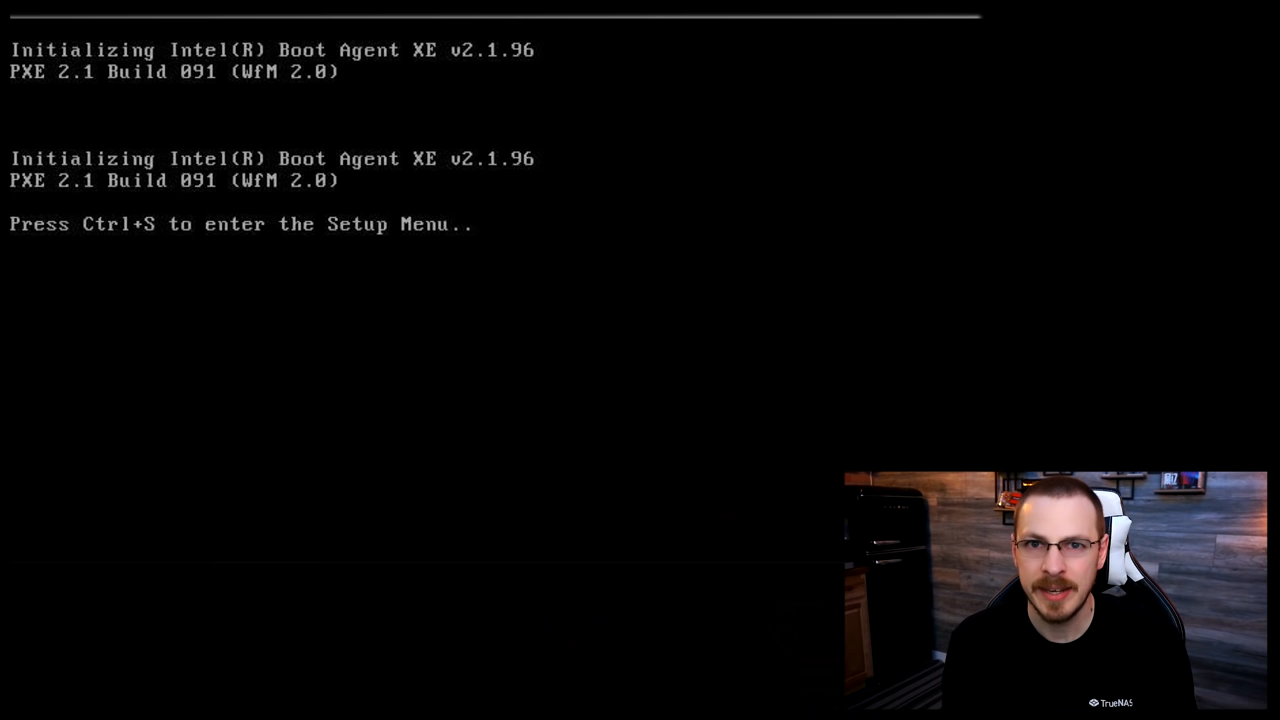 Initializing Intel(R) Boot Agent XE v2.1.96
PXE 2.1 Build 091 (WfM 2.0)
Initializing Intel(R) Boot Agent XE v2.1.96
PXE 2.1 Build 091 (WfM 2.0)
Press Ctrl+S to enter the Setup Menu..
TrueNAS